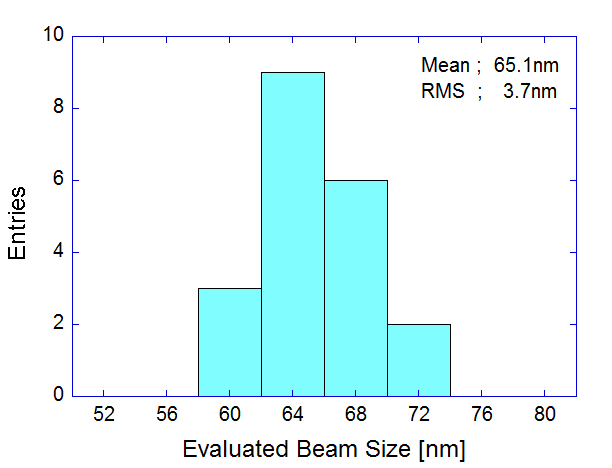 10
Mean ; 65.1nm
RMS ; 3.7nm
8
6
4
2
0
Entries
52 56 60 64 68 72 76 80
Evaluated Beam Size [nm]